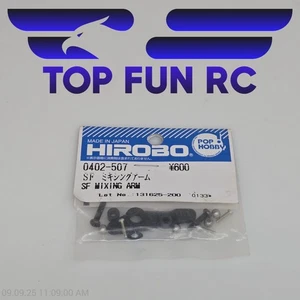 TOP FUN RC
MADE IN JAPAN
HIROBO
POP
HOBBY
0402-507 ¥600
SF ミキシングアーム
SF MIXING ARM
Lot No. 131625-200
09.09.25 11:09:00 AM